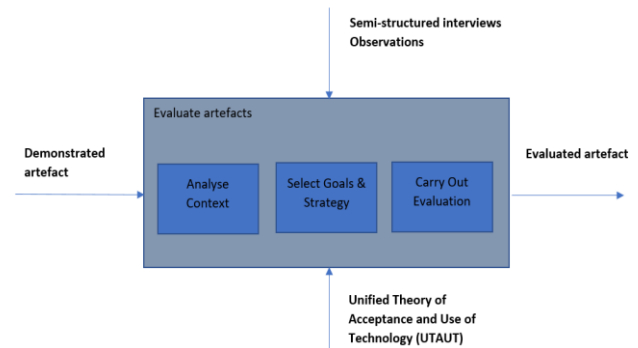 Semi-structured interviews
Observations
Evaluate artefacts
Demonstrated
artefact
Analyse
Context
Select Goals &
Strategy
Carry Out
Evaluation
Evaluated artefact
Unified Theory of
Acceptance and Use of
Technology (UTAUT)